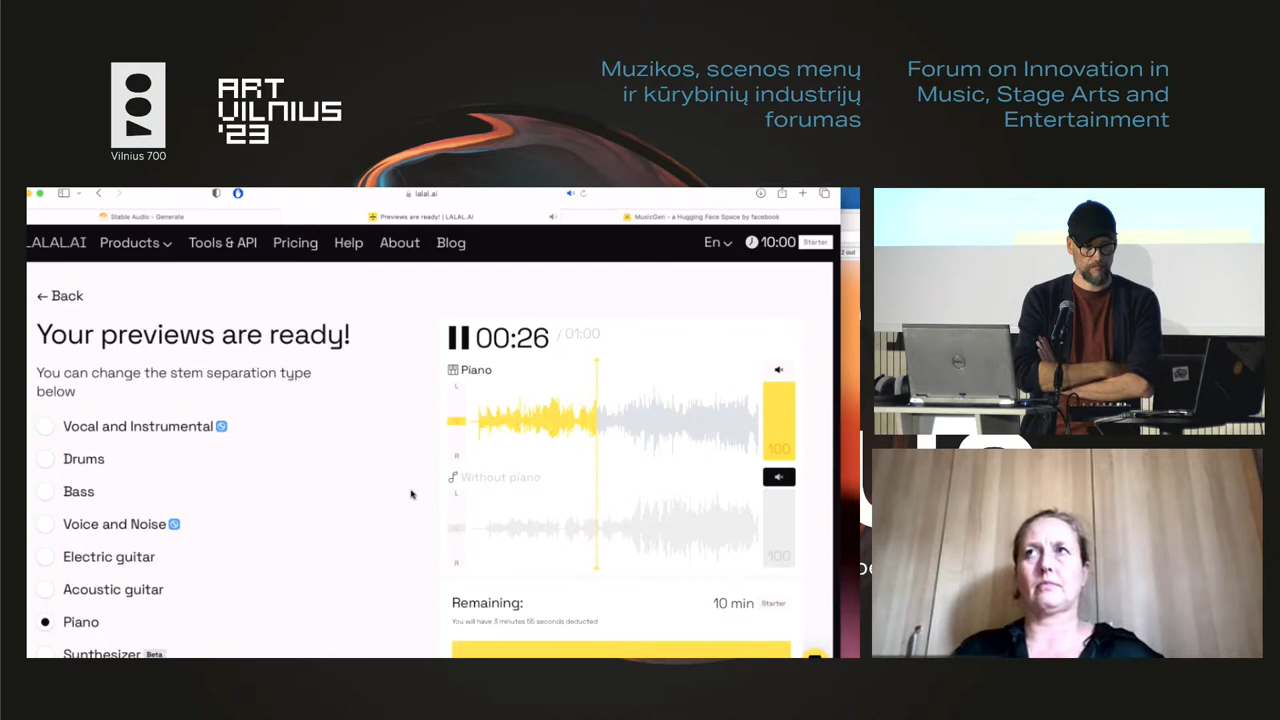 Vilnius 700
ART
VILNIUS
'23
Muzikos, scenos menų
ir kūrybinių industrijų
forumas
Forum on Innovation in
Music, Stage Arts and
Entertainment
lalal.ai
Stable Audio - Generate
Previews are ready! | LALAL.AI
MusicGen - a Hugging Face Space by facebook
LALAL.AI
Products
Tools & API
Pricing
Help
About
Blog
En
10:00
Starter
2 out
← Back
Your previews are ready!
You can change the stem separation type
below
Vocal and Instrumental
Drums
Bass
Voice and Noise
Electric guitar
Acoustic guitar
Piano
Synthesizer Beta
00:26 / 01:00
Piano
L
R
100
Without piano
L
R
100
Remaining:
10 min Starter
You will have 3 minutes 55 seconds deducted